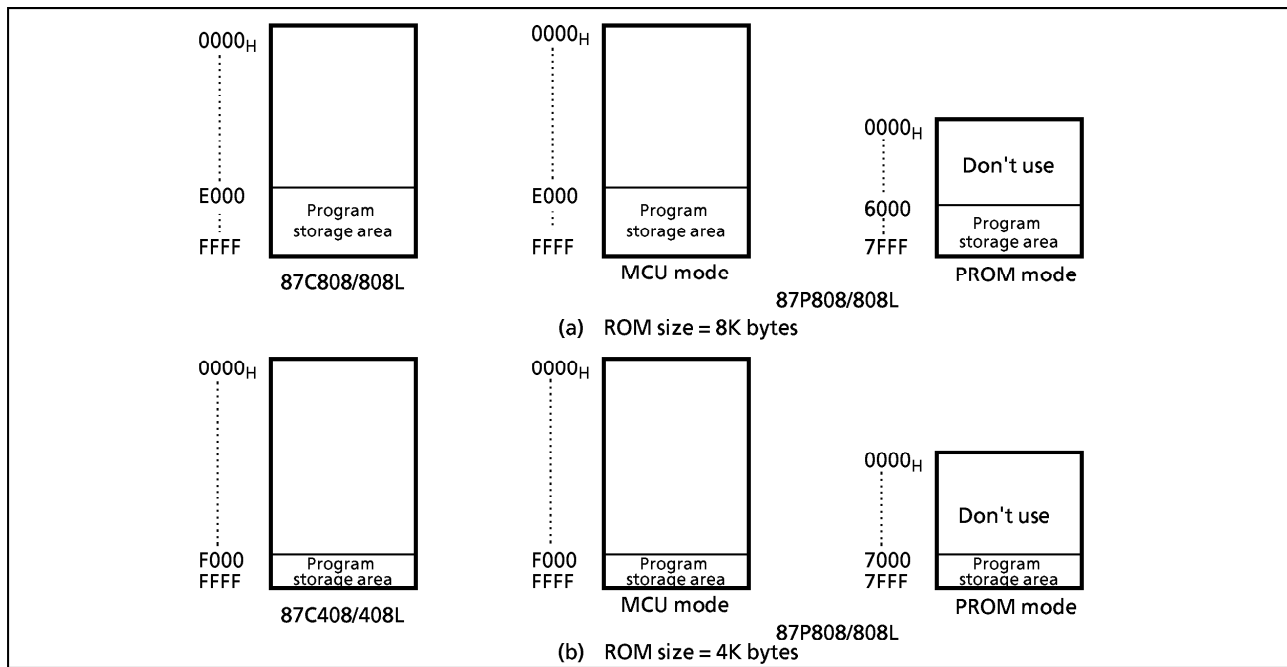 0000H
E000
FFFF
Program
storage area
87C808/808L
0000H
E000
FFFF
Program
storage area
MCU mode
0000H
Don't use
6000
7FFF
Program
storage area
PROM mode
87P808/808L
(a) ROM size = 8K bytes
0000H
F000
FFFF
Program
storage area
87C408/408L
0000H
F000
FFFF
Program
storage area
MCU mode
0000H
Don't use
7000
7FFF
Program
storage area
PROM mode
87P808/808L
(b) ROM size = 4K bytes